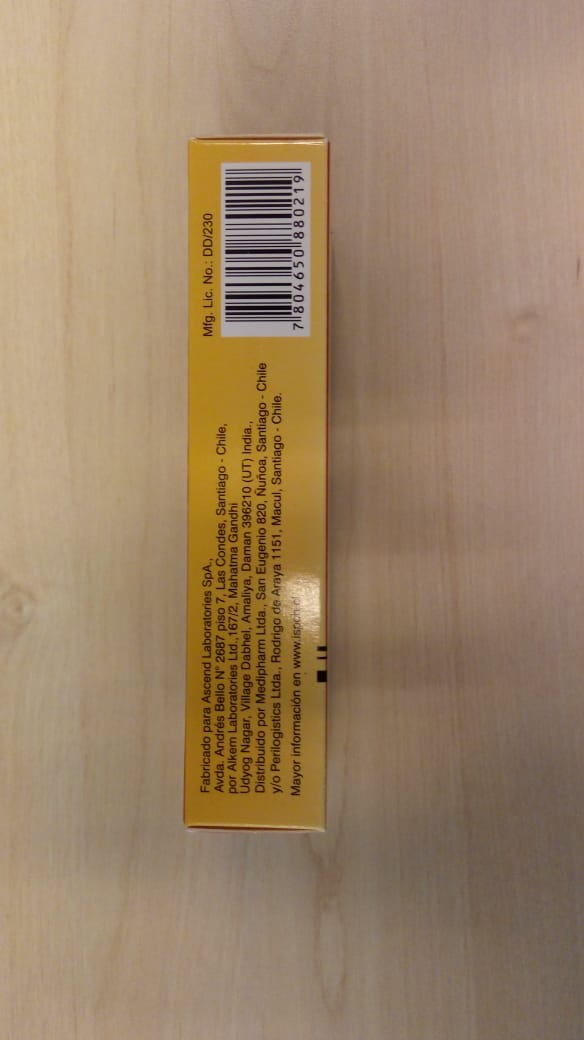 Fabricado para Ascend Laboratories SpA.,
Avda. Andrés Bello N° 2687 piso 7, Las Condes, Santiago - Chile,
por Alkem Laboratories Ltd.,167/2, Mahatma Gandhi
Udyog Nagar, Village Dabhel, Amaliya, Daman 396210 (UT) India.,
Distribuido por Medipharm Ltda., San Eugenio 820, Ñuñoa, Santiago - Chile
y/o Perilogistics Ltda., Rodrigo de Araya 1151, Macul, Santiago - Chile.
Mayor información en www.ispch.cl
Mfg. Lic. No.: DD/230
7 804650 880219